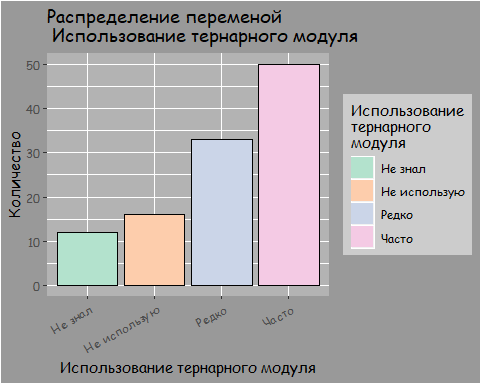 Распределение переменой
Использование тернарного модуля
Количество
50
40
30
20
10
0
Не знал
Не использую
Редко
Часто
Использование тернарного модуля
Использование
тернарного
модуля
Не знал
Не использую
Редко
Часто